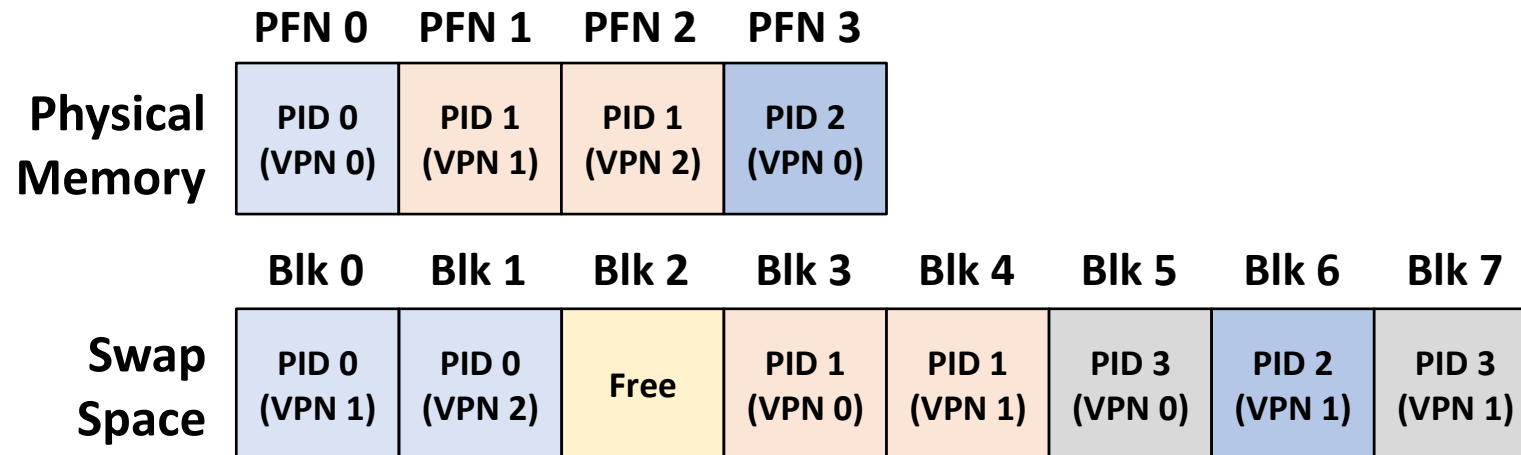 PFN 0 PFN 1 PFN 2 PFN 3
Physical
Memory
PID 0 PID 1 PID 1 PID 2
(VPN 0) (VPN 1) (VPN 2) (VPN 0)
Blk 0 Blk 1 Blk 2 Blk 3 Blk 4 Blk 5 Blk 6 Blk 7
Swap
Space
PID 0 PID 0 Free PID 1 PID 1 PID 3 PID 2 PID 3
(VPN 1) (VPN 2) (VPN 0) (VPN 1) (VPN 0) (VPN 1) (VPN 1)